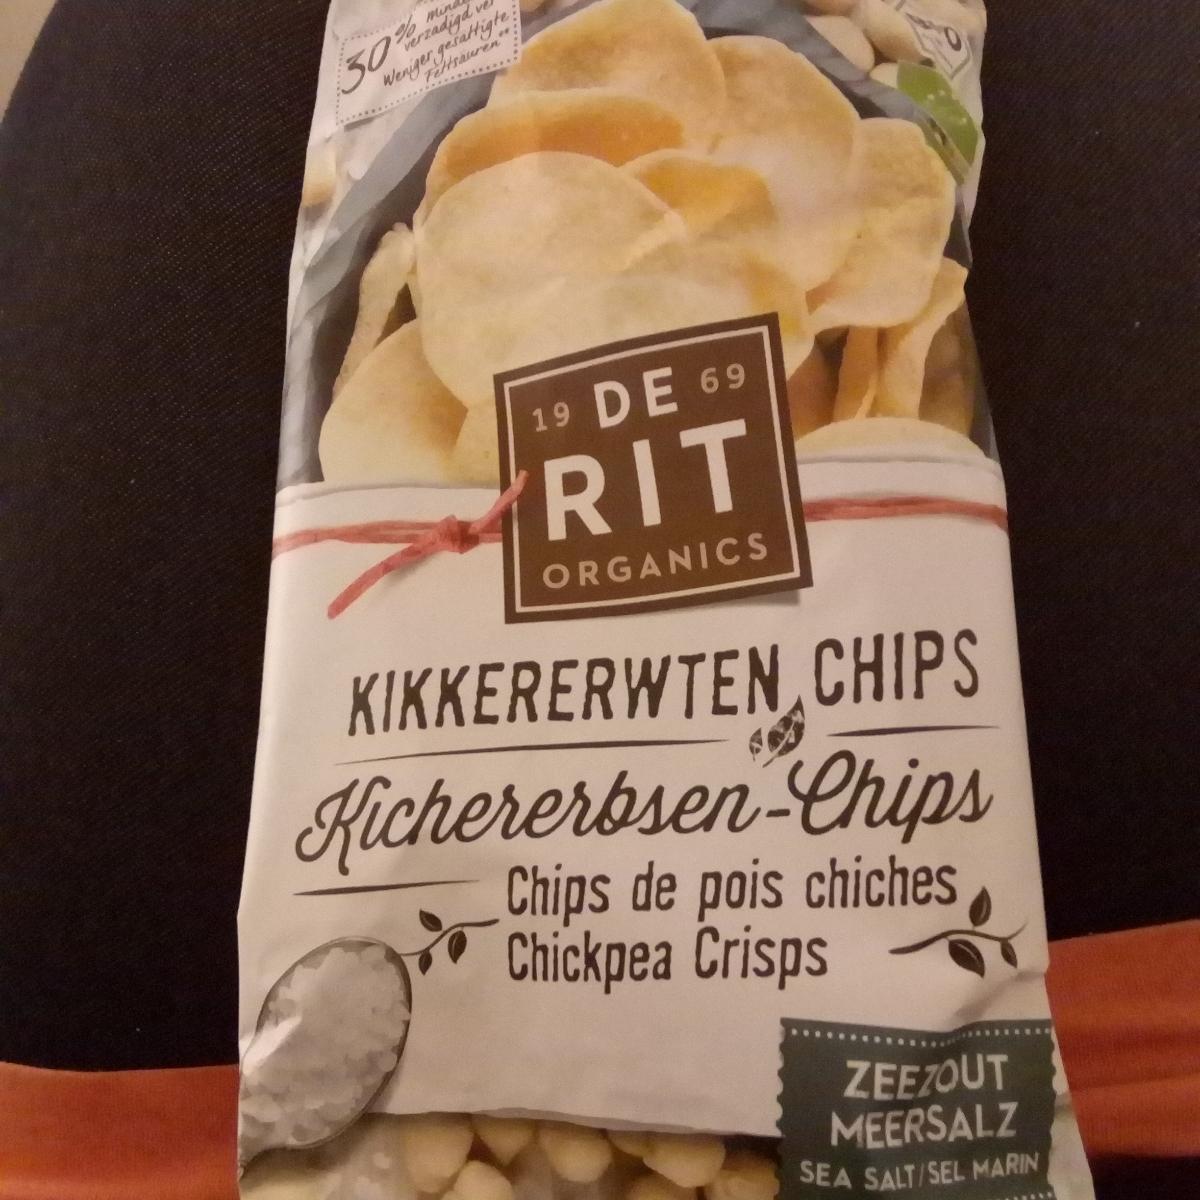 30% minder
verzadigd vet
Weniger gesättigte
Fettsäuren**
19 DE 69
RIT
ORGANICS
KIKKERERWTEN CHIPS
Kichererbsen-Chips
Chips de pois chiches
Chickpea Crisps
ZEEZOUT
MEERSALZ
SEA SALT/SEL MARIN